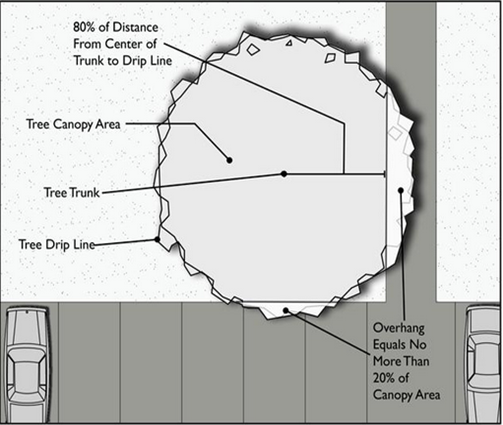 80% of Distance
From Center of
Trunk to Drip Line
Tree Canopy Area
Tree Trunk
Tree Drip Line
Overhang
Equals No
More Than
20% of
Canopy Area